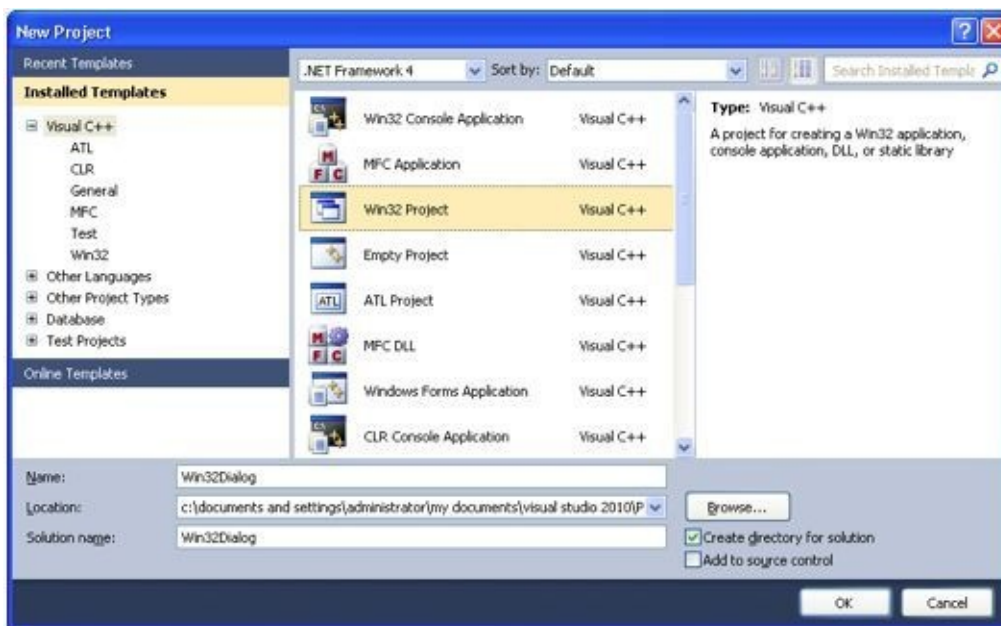 New Project
Recent Templates
Installed Templates
Visual C++
ATL
CLR
General
MFC
Test
Win32
Other Languages
Other Project Types
Database
Test Projects
Online Templates
.NET Framework 4
Sort by: Default
Search Installed Templa
Win32 Console Application Visual C++
MFC Application Visual C++
Win32 Project Visual C++
Empty Project Visual C++
ATL Project Visual C++
MFC DLL Visual C++
Windows Forms Application Visual C++
CLR Console Application Visual C++
Type: Visual C++
A project for creating a Win32 application,
console application, DLL, or static library
Name: Win32Dialog
Location: c:\documents and settings\administrator\my documents\visual studio 2010\P
Browse...
Solution name: Win32Dialog
Create directory for solution
Add to source control
OK
Cancel